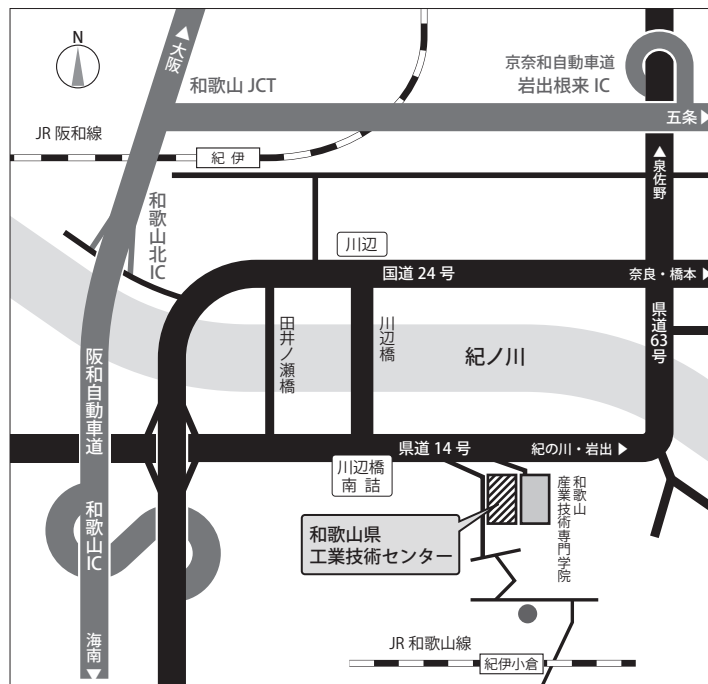 N
▲大阪
和歌山 JCT
京奈和自動車道
岩出根来 IC
五条▶
JR 阪和線
紀 伊
▲泉佐野
和歌山北IC
川辺
国道 24 号
奈良・橋本▶
県道63号
田井ノ瀬橋
川辺橋
紀ノ川
阪和自動車道
県道 14 号
紀の川・岩出 ▶
川辺橋
南 詰
和歌山
産業技術専門学院
和歌山IC
和歌山県
工業技術センター
海南▼
JR 和歌山線
紀伊小倉